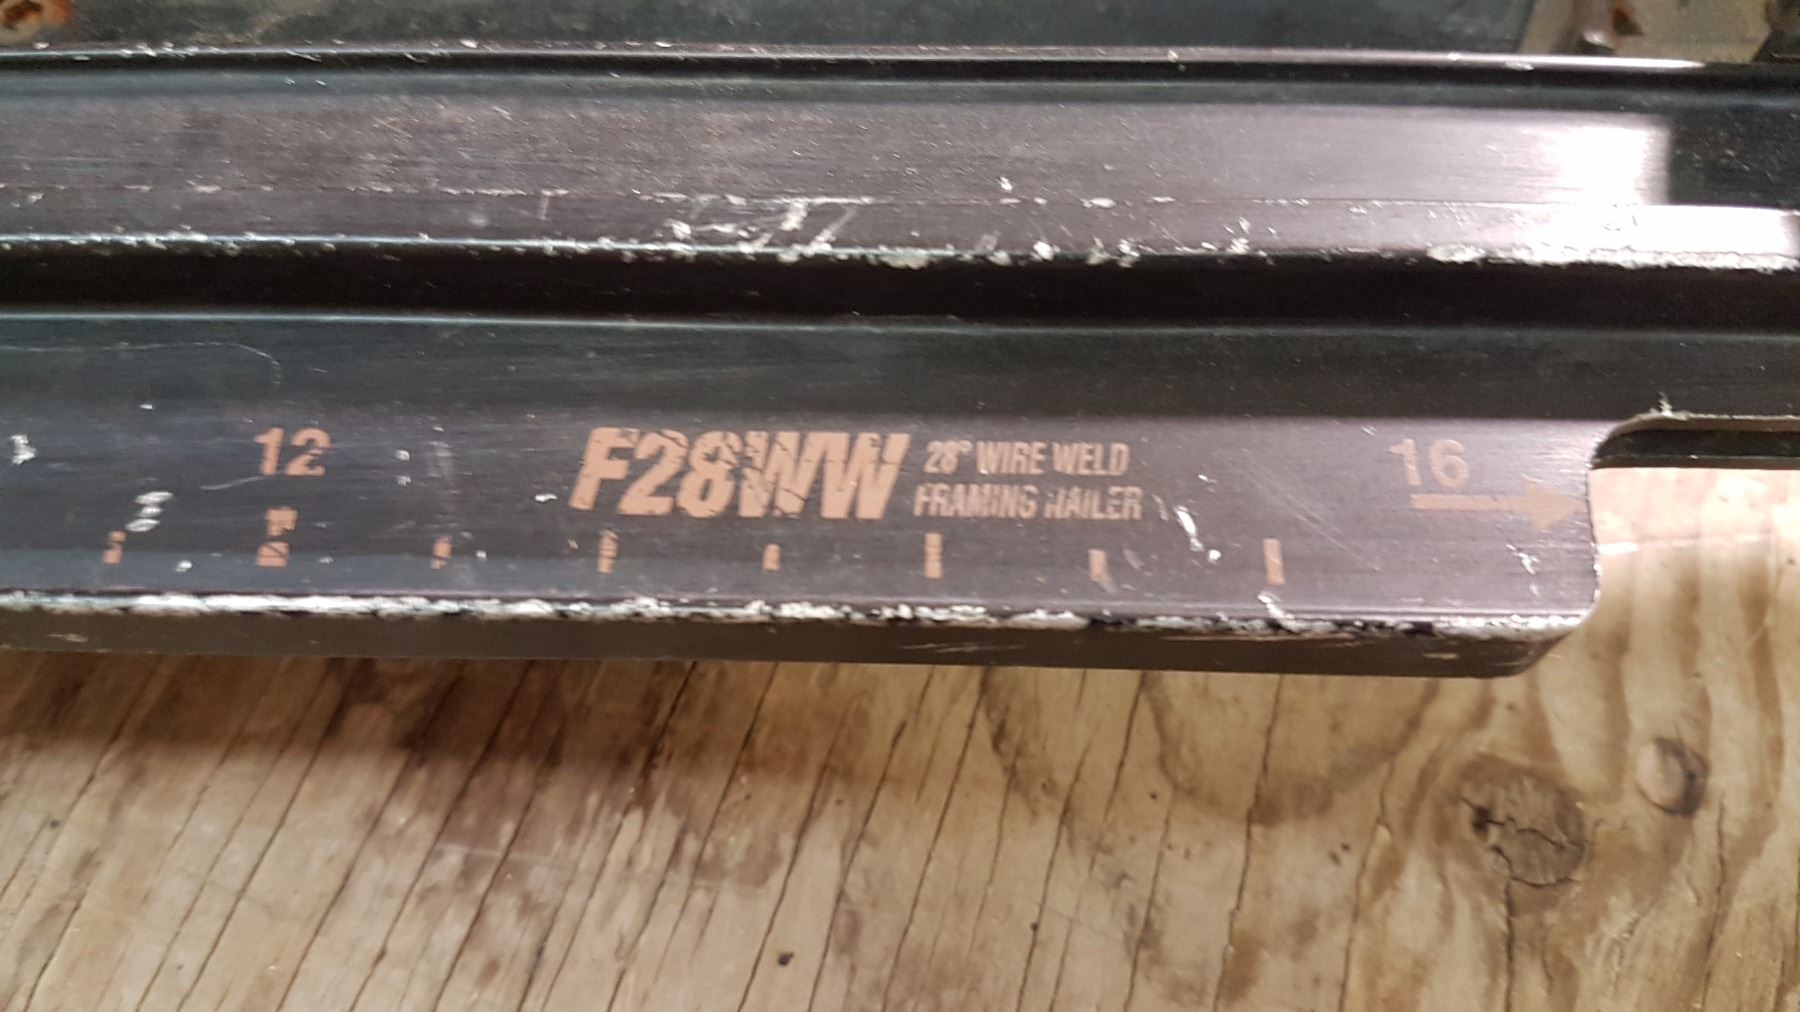 12
F28WW
28° WIRE WELD
FRAMING NAILER
16